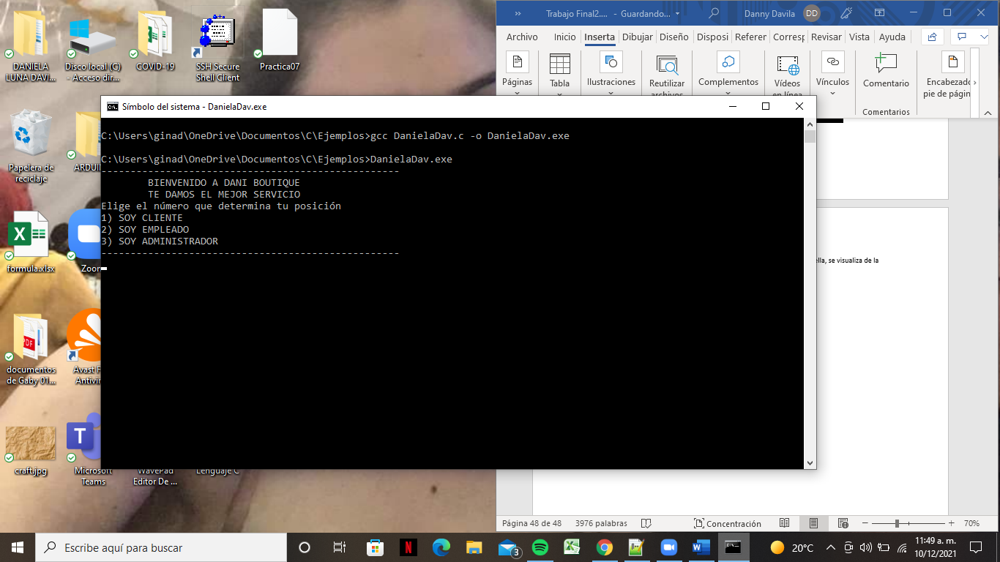 DANIELA
LUNA DAVI...
Disco local (C)
- Acceso dir...
COVID-19
SSH Secure
Shell Client
Practica07
Trabajo Final2.... - Guardando...
Danny Davila DD
Archivo Inicio Inserta Dibujar Diseño Disposi Referer Corresp Revisar Vista Ayuda
Páginas
Tabla
Ilustraciones
Reutilizar
archivos
Complementos
Vídeos
en línea
Vínculos
Comentario
Comentarios
Encabezado
pie de págin
Símbolo del sistema - DanielaDav.exe
C:\Users\ginad\OneDrive\Documentos\C\Ejemplos>gcc DanielaDav.c -o DanielaDav.exe
C:\Users\ginad\OneDrive\Documentos\C\Ejemplos>DanielaDav.exe
---------------------------------------------------
BIENVENIDO A DANI BOUTIQUE
TE DAMOS EL MEJOR SERVICIO
Elige el número que determina tu posición
1) SOY CLIENTE
2) SOY EMPLEADO
3) SOY ADMINISTRADOR
---------------------------------------------------
Papelera de
reciclaje
ARDUI
formula.xlsx
Zoom
PDF
documentos
de Gaby 01...
Avast F
Antivir
craft.jpg
Microsoft
Teams
WavePad
Editor De ...
Lenguaje C
ella, se visualiza de la
Página 48 de 48 3976 palabras
Concentración
70%
Escribe aquí para buscar
3
20°C
11:49 a. m.
10/12/2021